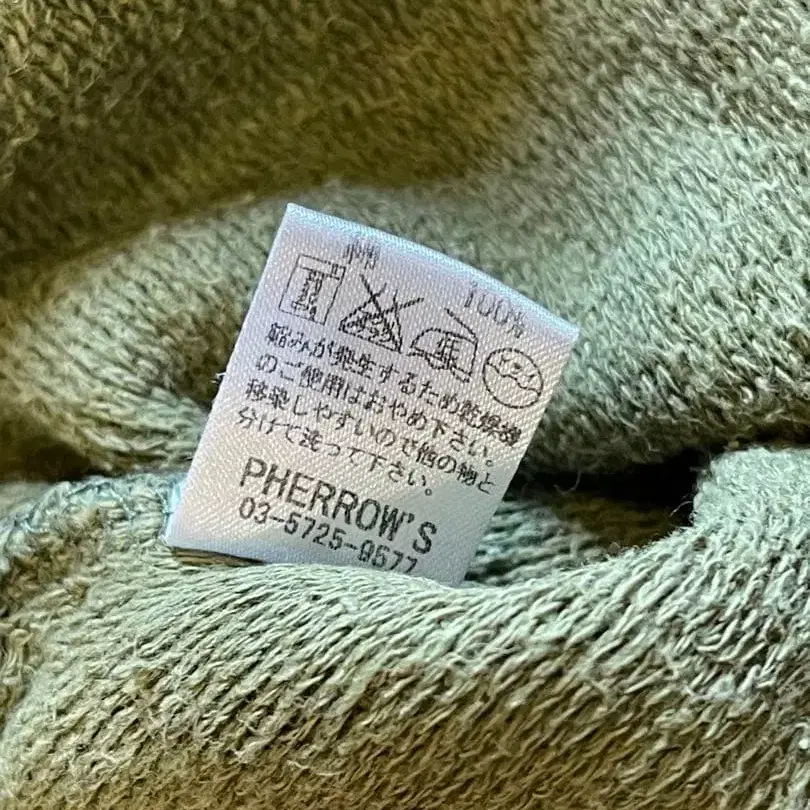 綿 100%
縮みが発生するため乾燥機
のご使用はおやめ下さい。
移染しやすいので他の物と
分けて洗って下さい。
PHERROW'S
03-5725-9577